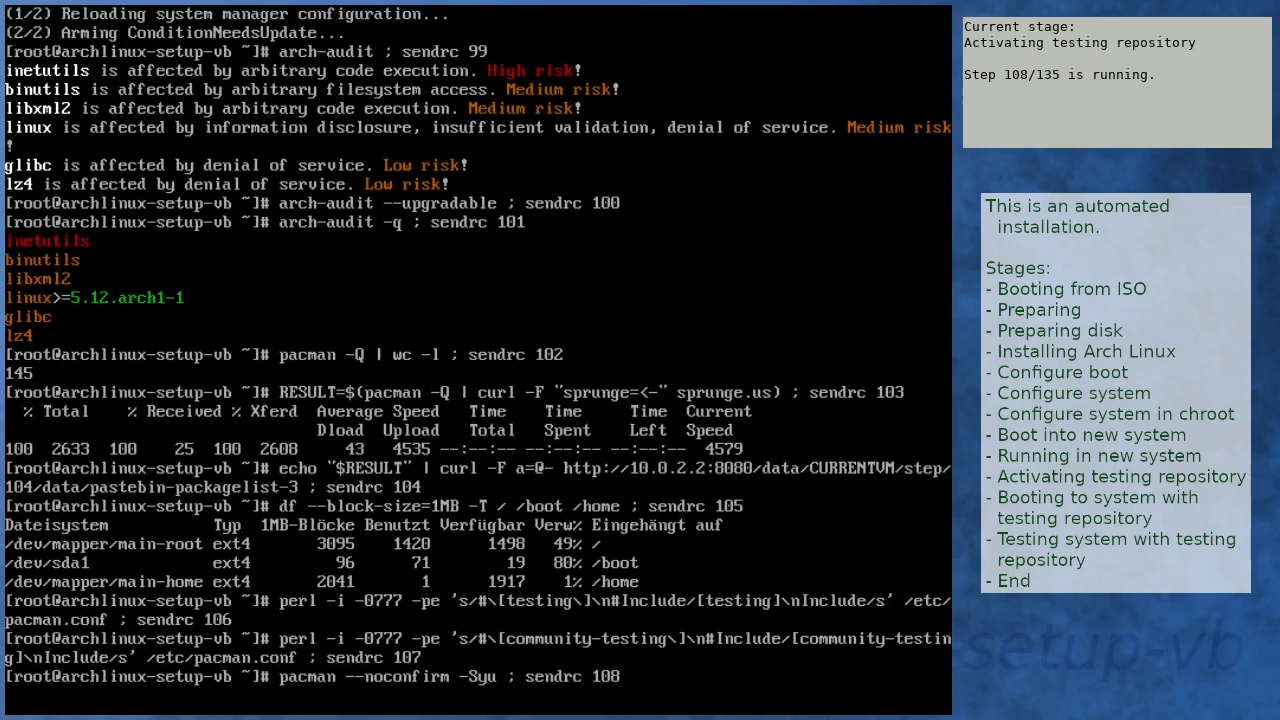 (1/2) Reloading system manager configuration...
(2/2) Arming ConditionNeedsUpdate...
[root@archlinux-setup-vb ~]# arch-audit ; sendrc 99
inetutils is affected by arbitrary code execution. High risk!
binutils is affected by arbitrary filesystem access. Medium risk!
libxml2 is affected by arbitrary code execution. Medium risk!
linux is affected by information disclosure, insufficient validation, denial of service. Medium risk
!
glibc is affected by denial of service. Low risk!
lz4 is affected by denial of service. Low risk!
[root@archlinux-setup-vb ~]# arch-audit --upgradable ; sendrc 100
[root@archlinux-setup-vb ~]# arch-audit -q ; sendrc 101
inetutils
binutils
libxml2
linux>=5.12.arch1-1
glibc
lz4
[root@archlinux-setup-vb ~]# pacman -Q | wc -l ; sendrc 102
145
[root@archlinux-setup-vb ~]# RESULT=$(pacman -Q | curl -F "sprunge=<-" sprunge.us) ; sendrc 103
% Total    % Received % Xferd  Average Speed   Time    Time     Time  Current
Dload  Upload   Total   Spent    Left  Speed
100  2633  100    25  100  2608     43   4535 --:--:-- --:--:-- --:--:--  4579
[root@archlinux-setup-vb ~]# echo "$RESULT" | curl -F a=@- http://10.0.2.2:8080/data/CURRENTVM/step/
104/data/pastebin-packagelist-3 ; sendrc 104
[root@archlinux-setup-vb ~]# df --block-size=1MB -T / /boot /home ; sendrc 105
Dateisystem           Typ  1MB-Blöcke Benutzt Verfügbar Verw% Eingehängt auf
/dev/mapper/main-root ext4       3095    1420      1498   49% /
/dev/sda1             ext4         96      71        19   80% /boot
/dev/mapper/main-home ext4       2041       1      1917    1% /home
[root@archlinux-setup-vb ~]# perl -i -0777 -pe 's/#\[testing\]\n#Include/[testing]\nInclude/s' /etc/
pacman.conf ; sendrc 106
[root@archlinux-setup-vb ~]# perl -i -0777 -pe 's/#\[community-testing\]\n#Include/[community-testin
g]\nInclude/s' /etc/pacman.conf ; sendrc 107
[root@archlinux-setup-vb ~]# pacman --noconfirm -Syu ; sendrc 108
Current stage:
Activating testing repository
Step 108/135 is running.
This is an automated
installation.
Stages:
- Booting from ISO
- Preparing
- Preparing disk
- Installing Arch Linux
- Configure boot
- Configure system
- Configure system in chroot
- Boot into new system
- Running in new system
- Activating testing repository
- Booting to system with
testing repository
- Testing system with testing
repository
- End
setup-vb